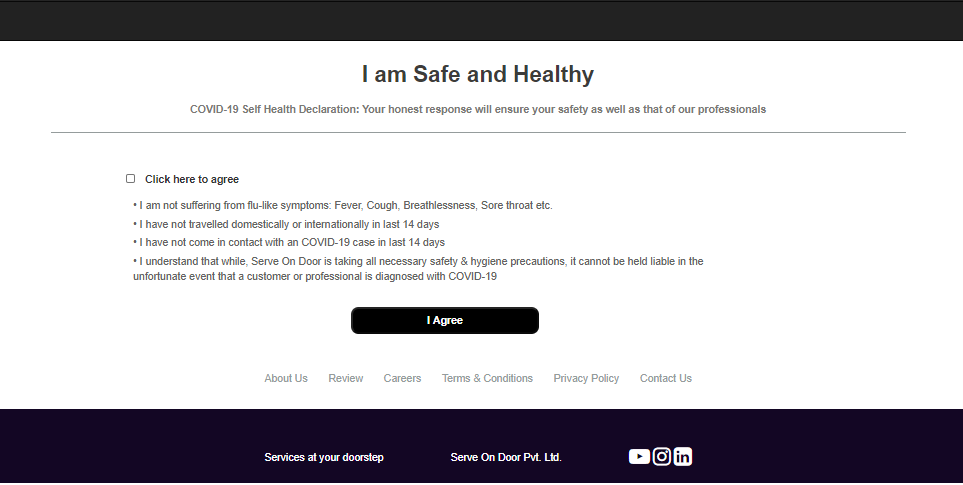 I am Safe and Healthy
COVID-19 Self Health Declaration: Your honest response will ensure your safety as well as that of our professionals
Click here to agree
• I am not suffering from flu-like symptoms: Fever, Cough, Breathlessness, Sore throat etc.
• I have not travelled domestically or internationally in last 14 days
• I have not come in contact with an COVID-19 case in last 14 days
• I understand that while, Serve On Door is taking all necessary safety & hygiene precautions, it cannot be held liable in the
unfortunate event that a customer or professional is diagnosed with COVID-19
I Agree
About Us Review Careers Terms & Conditions Privacy Policy Contact Us
Services at your doorstep Serve On Door Pvt. Ltd. in